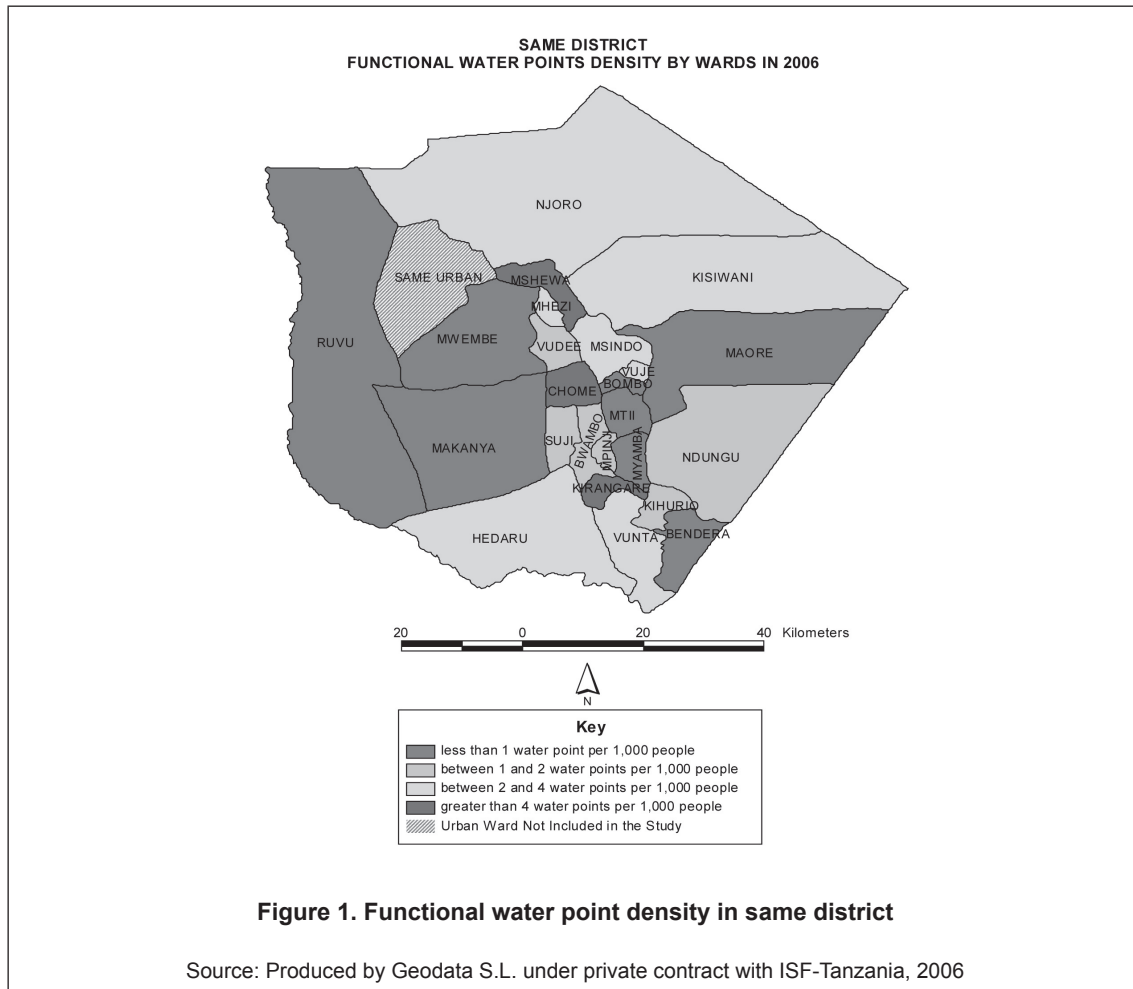 SAME DISTRICT
FUNCTIONAL WATER POINTS DENSITY BY WARDS IN 2006
NJORO
SAME URBAN
MSHEWA
KISIWANI
MHEZI
RUVU
MWEMBE
VUDEE
MSINDO
MAORE
VUJE
BOMBO
CHOME
MTII
MAKANYA
SUJI
BWAMBO
MPINJI
MYAMBA
NDUNGU
KIRANGARE
KIHURIO
HEDARU
VUNTA
BENDERA
20 0 20 40 Kilometers
N
Key
less than 1 water point per 1,000 people
between 1 and 2 water points per 1,000 people
between 2 and 4 water points per 1,000 people
greater than 4 water points per 1,000 people
Urban Ward Not Included in the Study
Figure 1. Functional water point density in same district
Source: Produced by Geodata S.L. under private contract with ISF-Tanzania, 2006